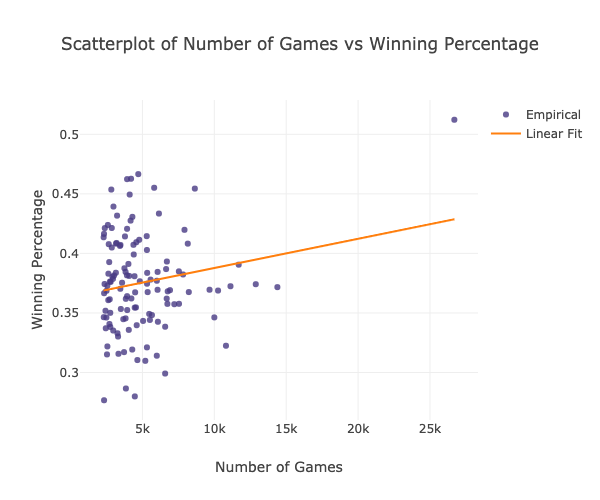 Scatterplot of Number of Games vs Winning Percentage
Empirical
Linear Fit
Winning Percentage
0.5
0.45
0.4
0.35
0.3
5k
10k
15k
20k
25k
Number of Games